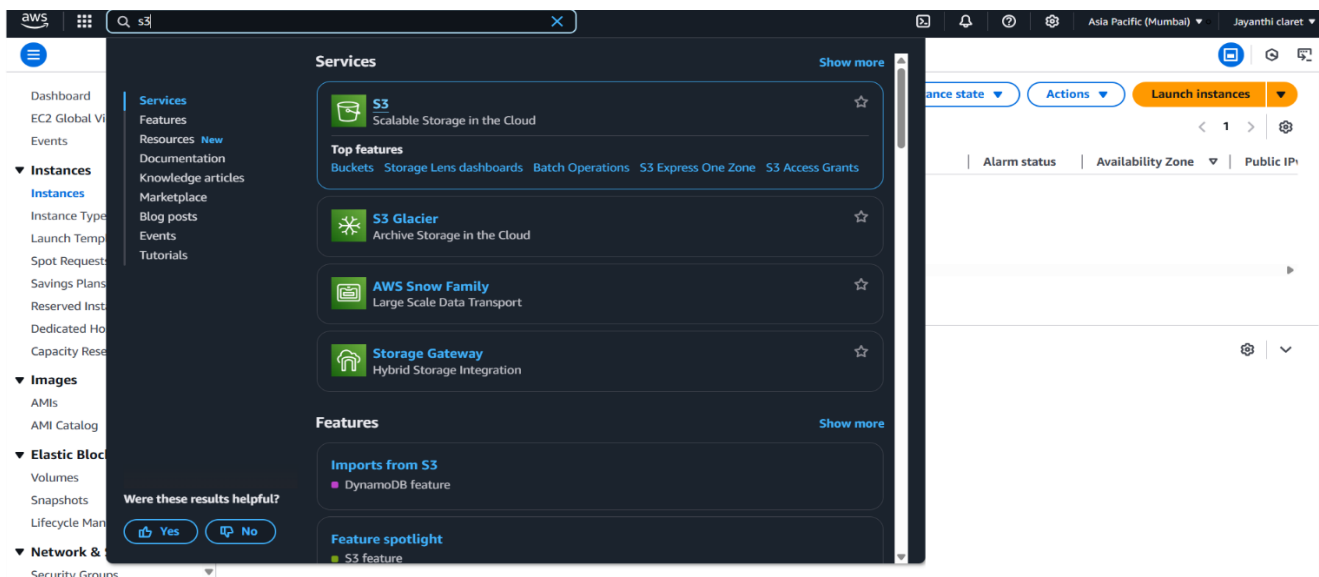 aws
s3
Asia Pacific (Mumbai)
Jayanthi claret
Dashboard
EC2 Global Vi
Events
Instances
Instances
Instance Type
Launch Templ
Spot Request
Savings Plans
Reserved Inst
Dedicated Ho
Capacity Rese
Images
AMIs
AMI Catalog
Elastic Bloc
Volumes
Snapshots
Lifecycle Man
Network &
Security Groups
Services
Features
Resources New
Documentation
Knowledge articles
Marketplace
Blog posts
Events
Tutorials
Were these results helpful?
Yes
No
Services
Show more
S3
Scalable Storage in the Cloud
Top features
Buckets Storage Lens dashboards Batch Operations S3 Express One Zone S3 Access Grants
S3 Glacier
Archive Storage in the Cloud
AWS Snow Family
Large Scale Data Transport
Storage Gateway
Hybrid Storage Integration
Features
Show more
Imports from S3
DynamoDB feature
Feature spotlight
S3 feature
ance state
Actions
Launch instances
1
Alarm status
Availability Zone
Public IPv